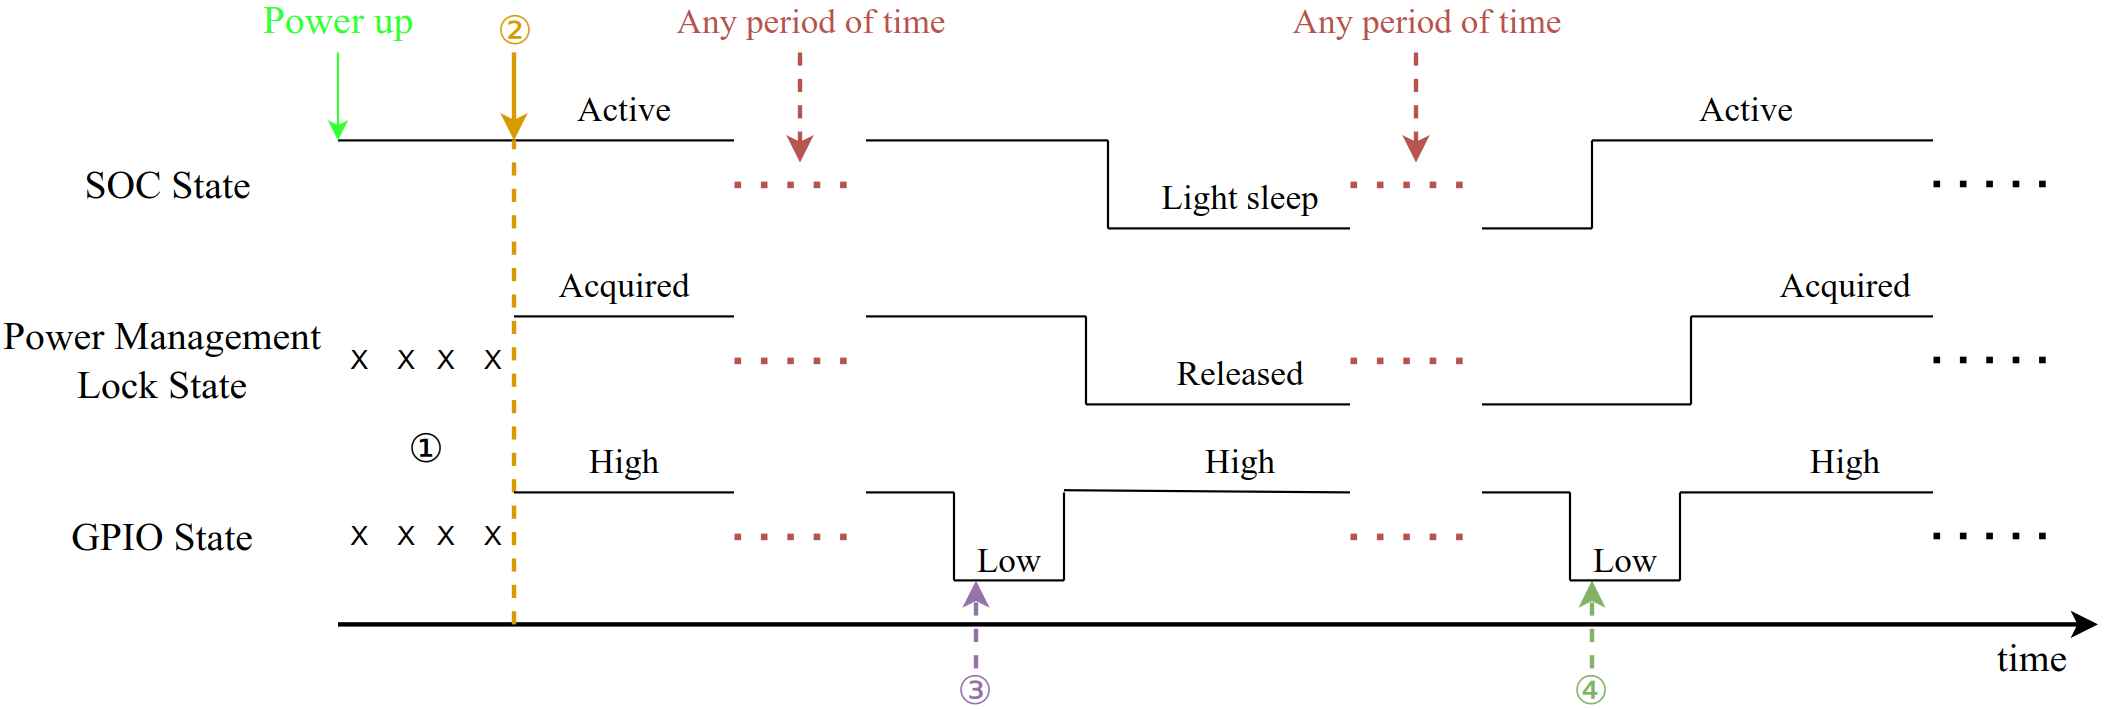 Power up
②
Any period of time
Any period of time
Active
Active
SOC State
Light sleep
Acquired
Acquired
Power Management
Lock State
X X X X
Released
①
High
High
High
GPIO State
X X X X
Low
Low
time
③
④